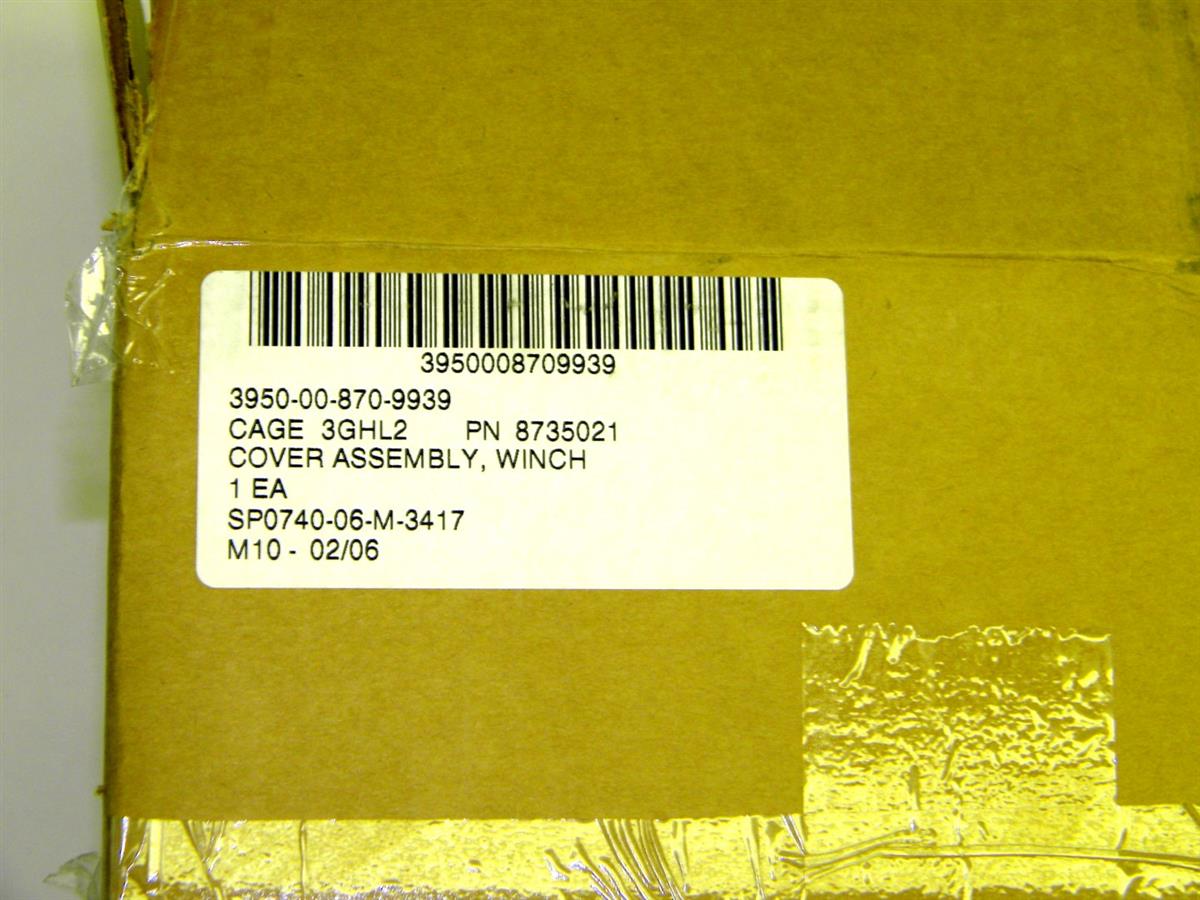 3950008709939
3950-00-870-9939
CAGE 3GHL2 PN 8735021
COVER ASSEMBLY, WINCH
1 EA
SP0740-06-M-3417
M10 - 02/06